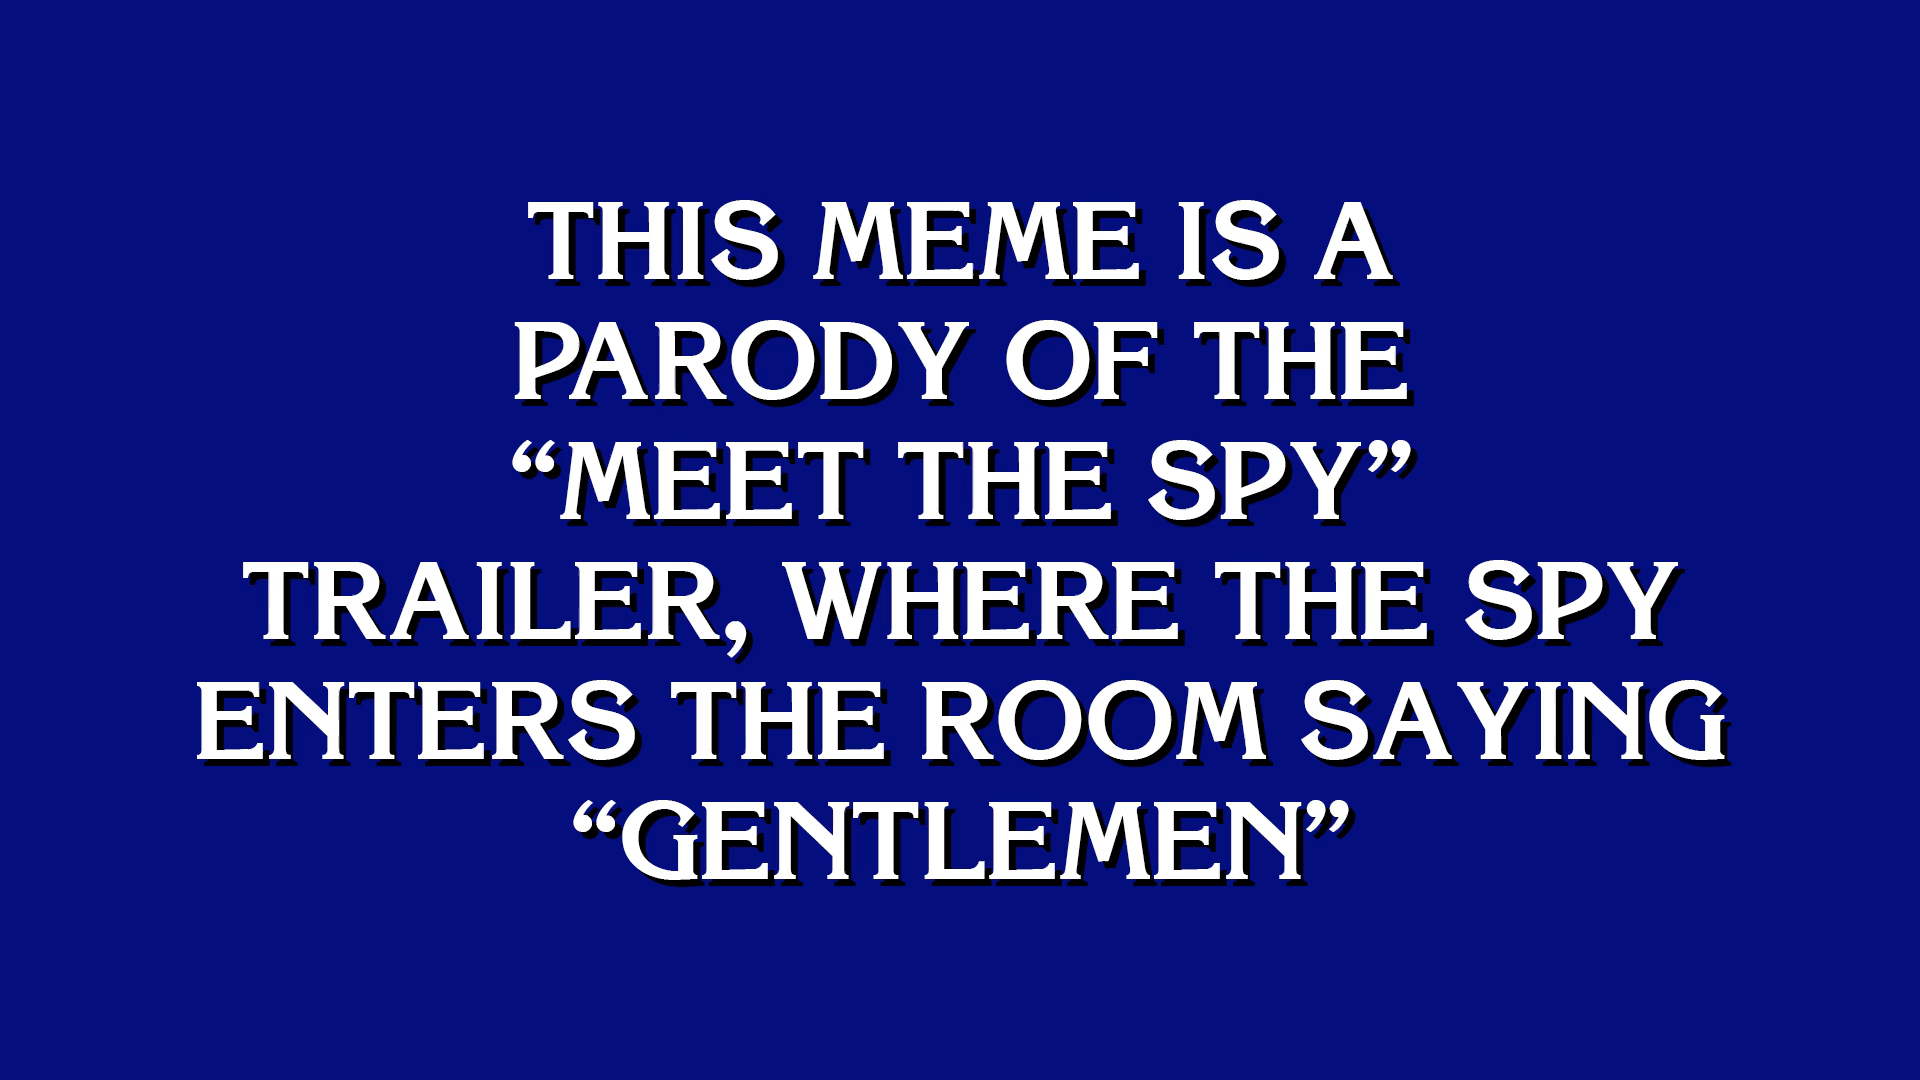 THIS MEME IS A
PARODY OF THE
“MEET THE SPY”
TRAILER, WHERE THE SPY
ENTERS THE ROOM SAYING
“GENTLEMEN”